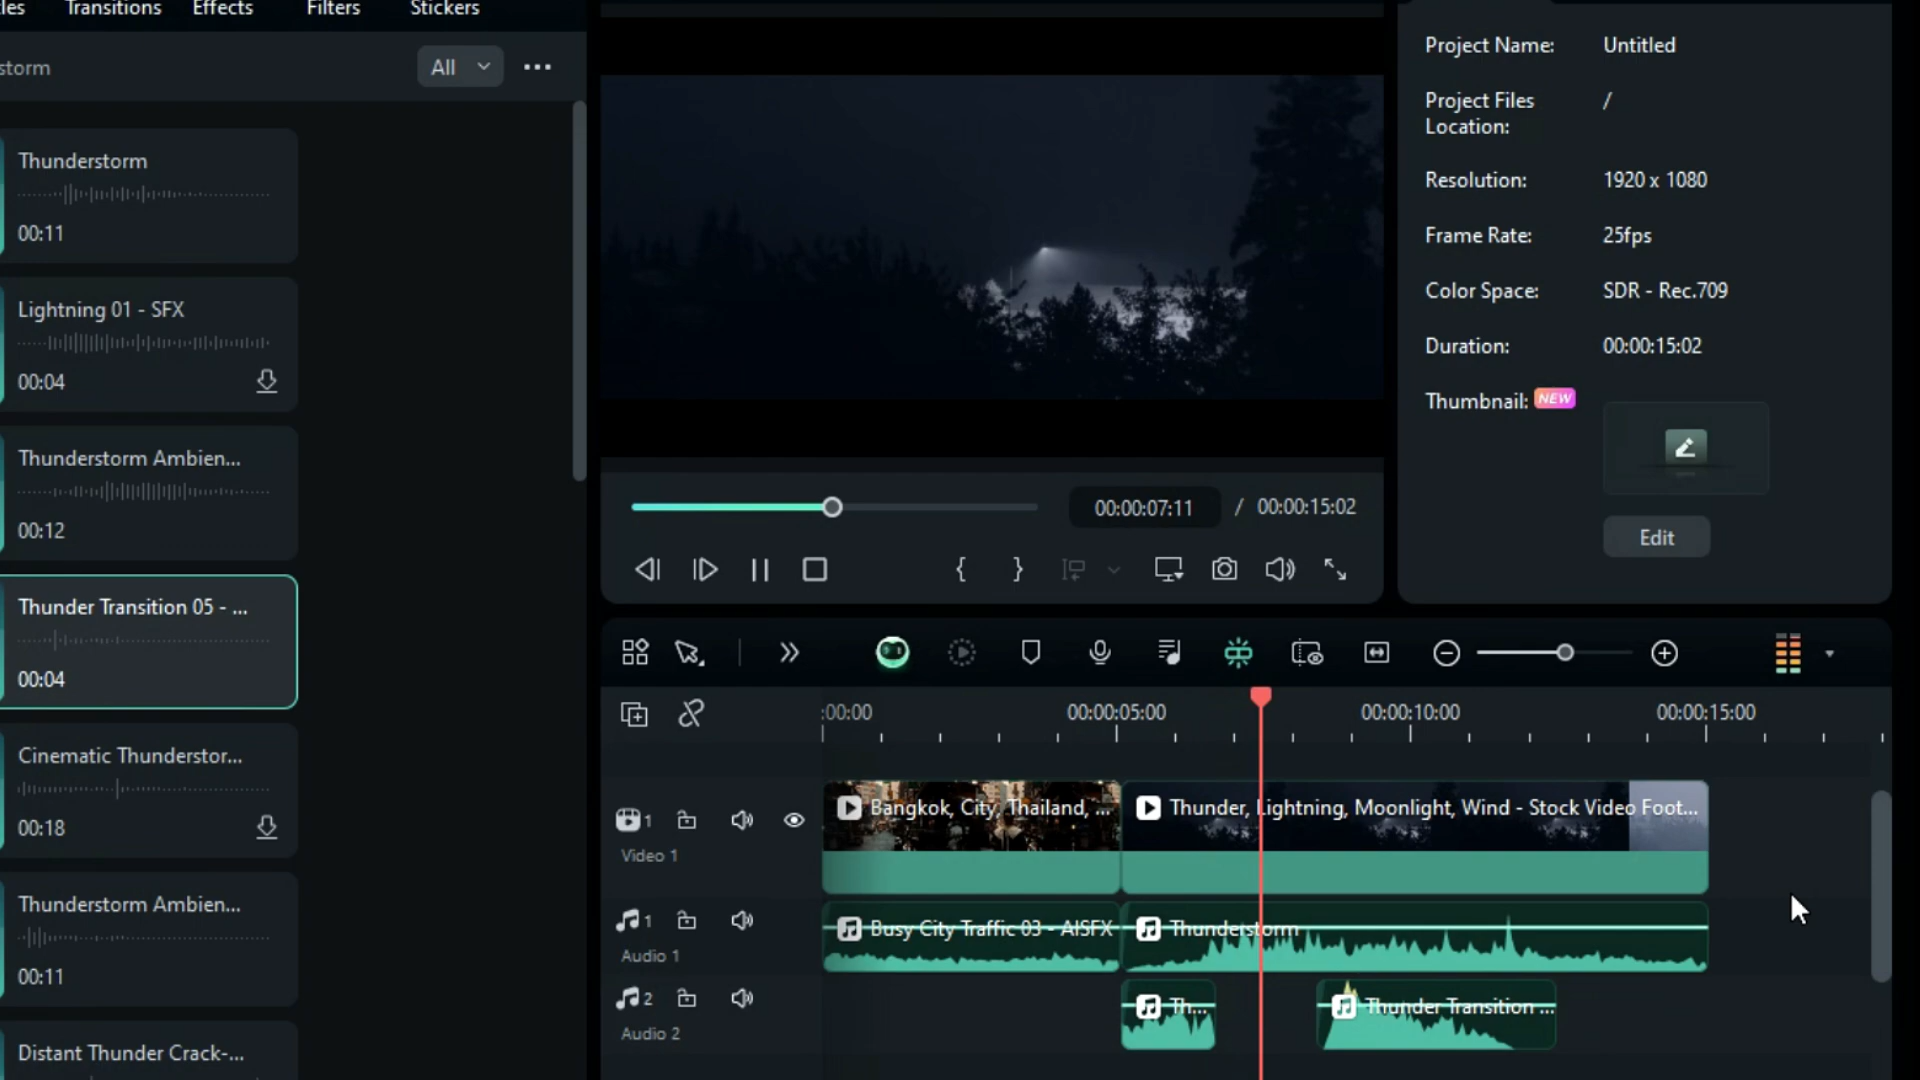 les Transitions Effects Filters Stickers
storm All
Thunderstorm
00:11
Lightning 01 - SFX
00:04
Thunderstorm Ambien...
00:12
Thunder Transition 05 - ...
00:04
Cinematic Thunderstor...
00:18
Thunderstorm Ambien...
00:11
Distant Thunder Crack-...
00:00:07:11 / 00:00:15:02
Project Name: Untitled
Project Files
Location: /
Resolution: 1920 x 1080
Frame Rate: 25fps
Color Space: SDR - Rec.709
Duration: 00:00:15:02
Thumbnail: NEW
Edit
:00:00 00:00:05:00 00:00:10:00 00:00:15:00
1
Video 1
Bangkok, City, Thailand, ... Thunder, Lightning, Moonlight, Wind - Stock Video Foot...
1
Audio 1
Busy City Traffic 03 - AISFX Thunderstorm
2
Audio 2
Th... Thunder Transition ...